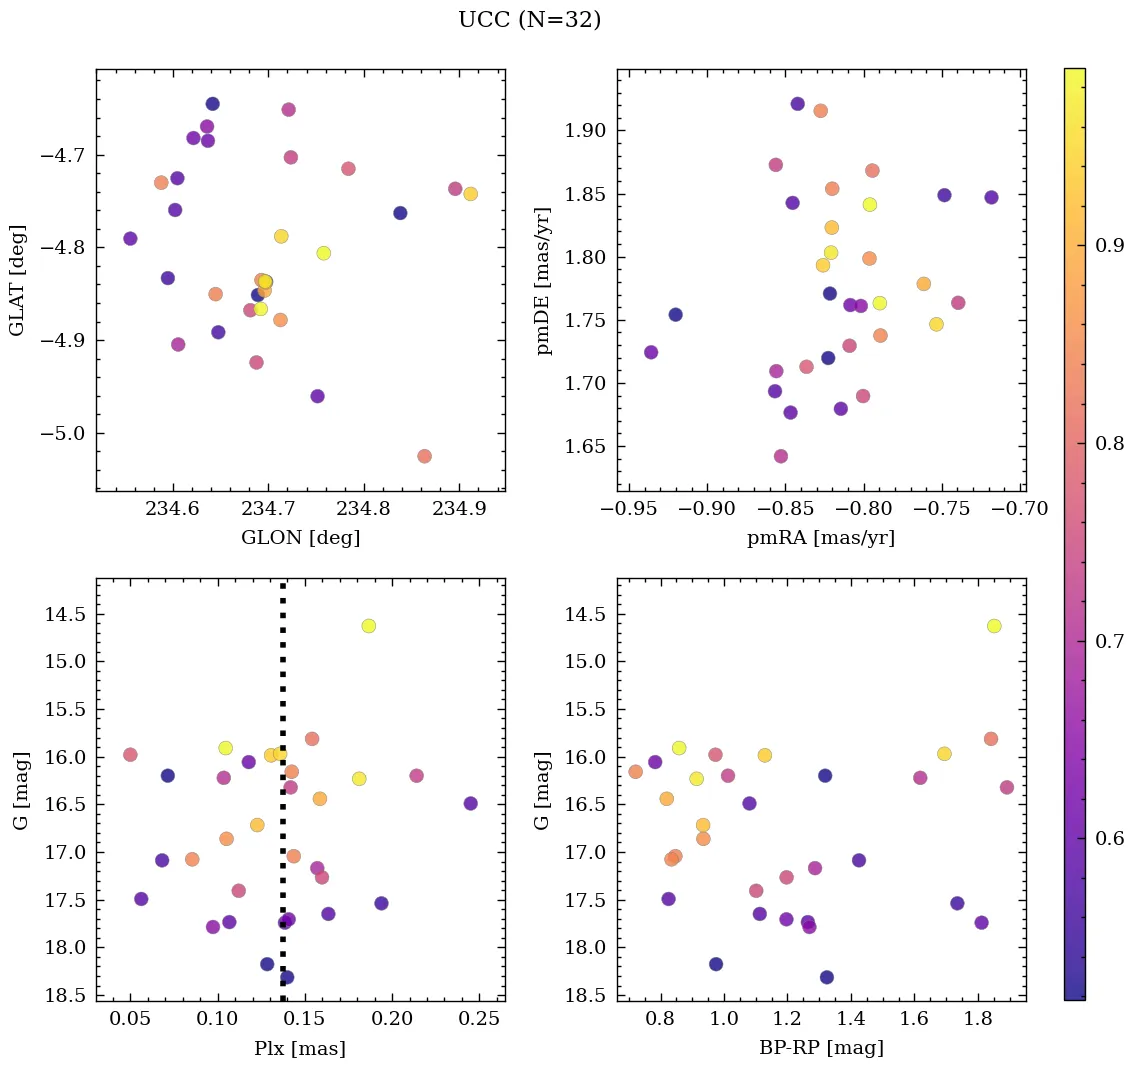 UCC (N=32)
−4.7
−4.8
−4.9
−5.0
GLAT [deg]
234.6 234.7 234.8 234.9
GLON [deg]
1.90
1.85
1.80
1.75
1.70
1.65
pmDE [mas/yr]
−0.95 −0.90 −0.85 −0.80 −0.75 −0.70
pmRA [mas/yr]
14.5
15.0
15.5
16.0
16.5
17.0
17.5
18.0
18.5
G [mag]
0.05 0.10 0.15 0.20 0.25
Plx [mas]
14.5
15.0
15.5
16.0
16.5
17.0
17.5
18.0
18.5
G [mag]
0.8 1.0 1.2 1.4 1.6 1.8
BP-RP [mag]
0.9
0.8
0.7
0.6